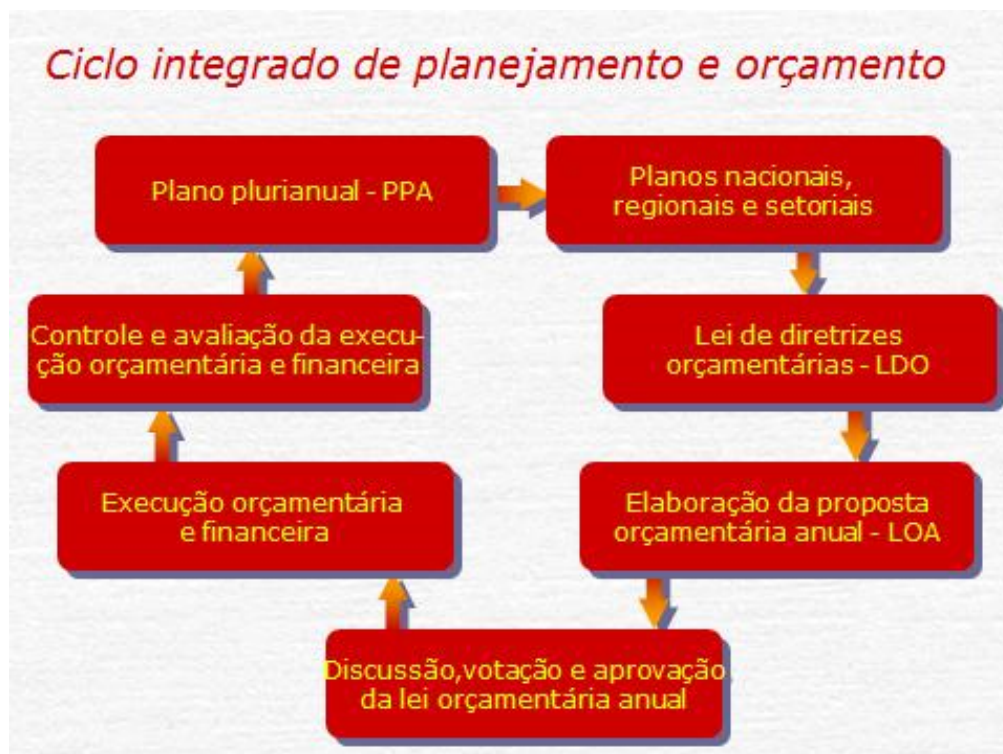 Ciclo integrado de planejamento e orçamento
Plano plurianual - PPA
Planos nacionais,
regionais e setoriais
Lei de diretrizes
orçamentárias - LDO
Elaboração da proposta
orçamentária anual - LOA
Discussão,votação e aprovação
da lei orçamentária anual
Execução orçamentária
e financeira
Controle e avaliação da execu-
ção orçamentária e financeira